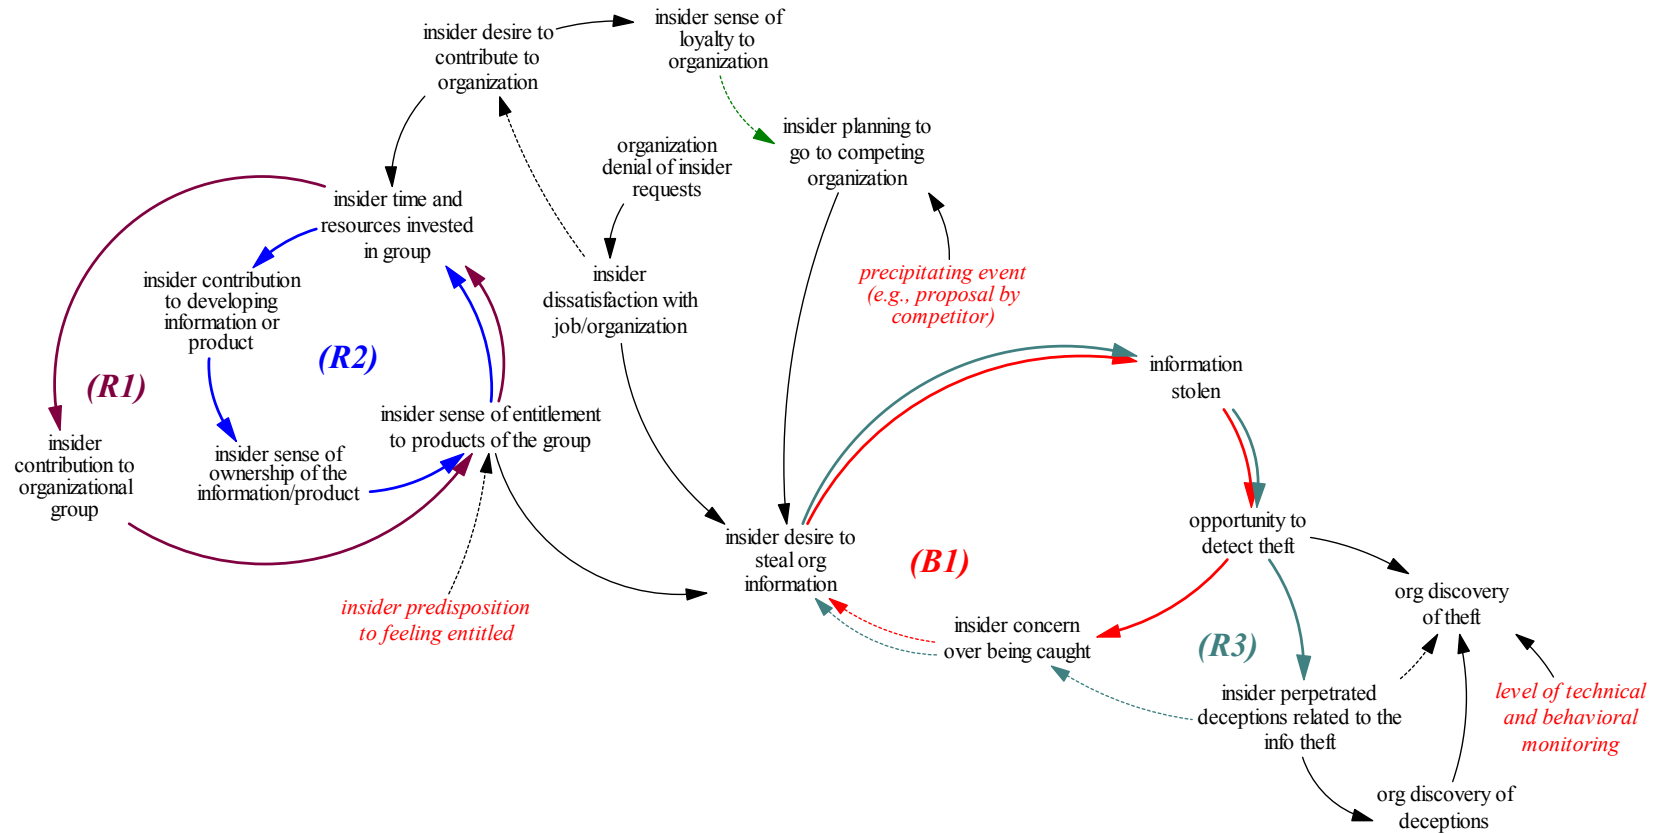 insider desire to
contribute to
organization
insider sense of
loyalty to
organization
organization
denial of insider
requests
insider planning to
go to competing
organization
insider time and
resources invested
in group
insider
dissatisfaction with
job/organization
precipitating event
(e.g., proposal by
competitor)
insider contribution
to developing
information or
product
(R2)
(R1)
information
stolen
insider sense of entitlement
to products of the group
insider
contribution to
organizational
group
insider sense of
ownership of the
information/product
insider desire to
steal org
information
(B1)
opportunity to
detect theft
insider predisposition
to feeling entitled
insider concern
over being caught
(R3)
org discovery
of theft
insider perpetrated
deceptions related to the
info theft
level of technical
and behavioral
monitoring
org discovery of
deceptions